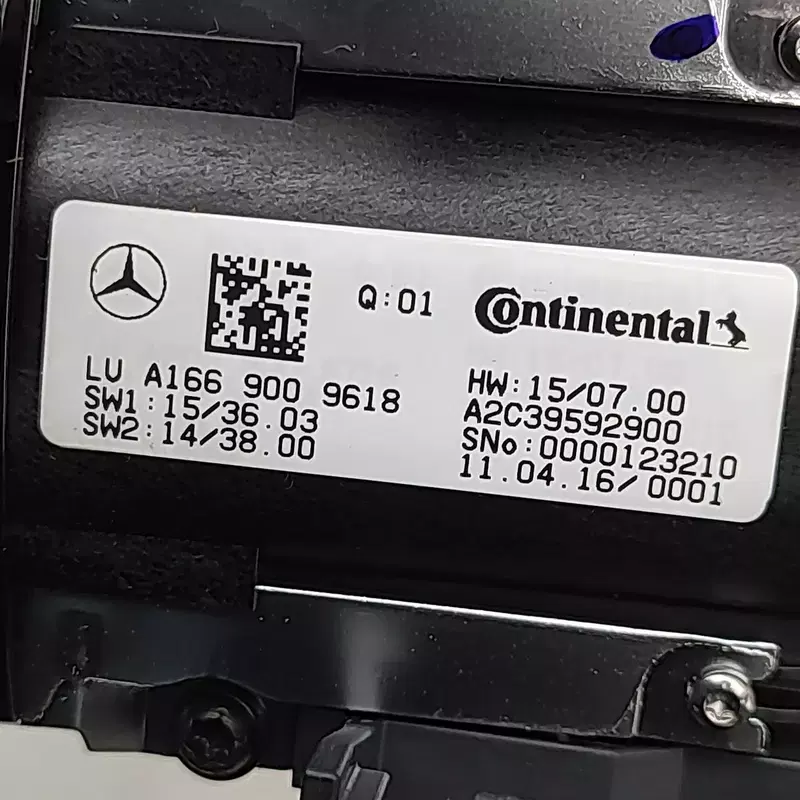 Q:01
Continental
LU A166 900 9618
SW1:15/36.03
SW2:14/38.00
HW:15/07.00
A2C39592900
SNo:0000123210
11.04.16/0001